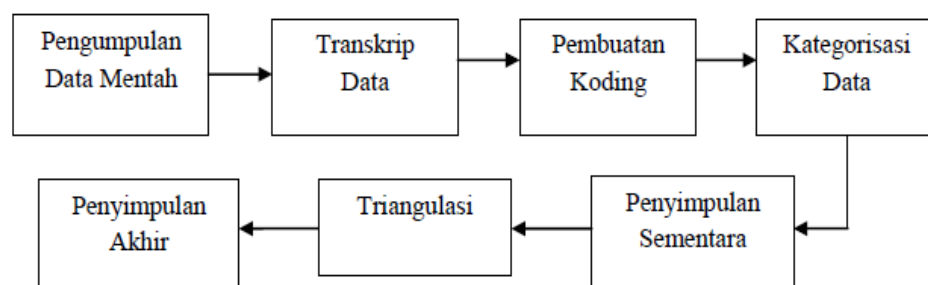 Pengumpulan
Data Mentah
Transkrip
Data
Pembuatan
Koding
Kategorisasi
Data
Penyimpulan
Sementara
Triangulasi
Penyimpulan
Akhir